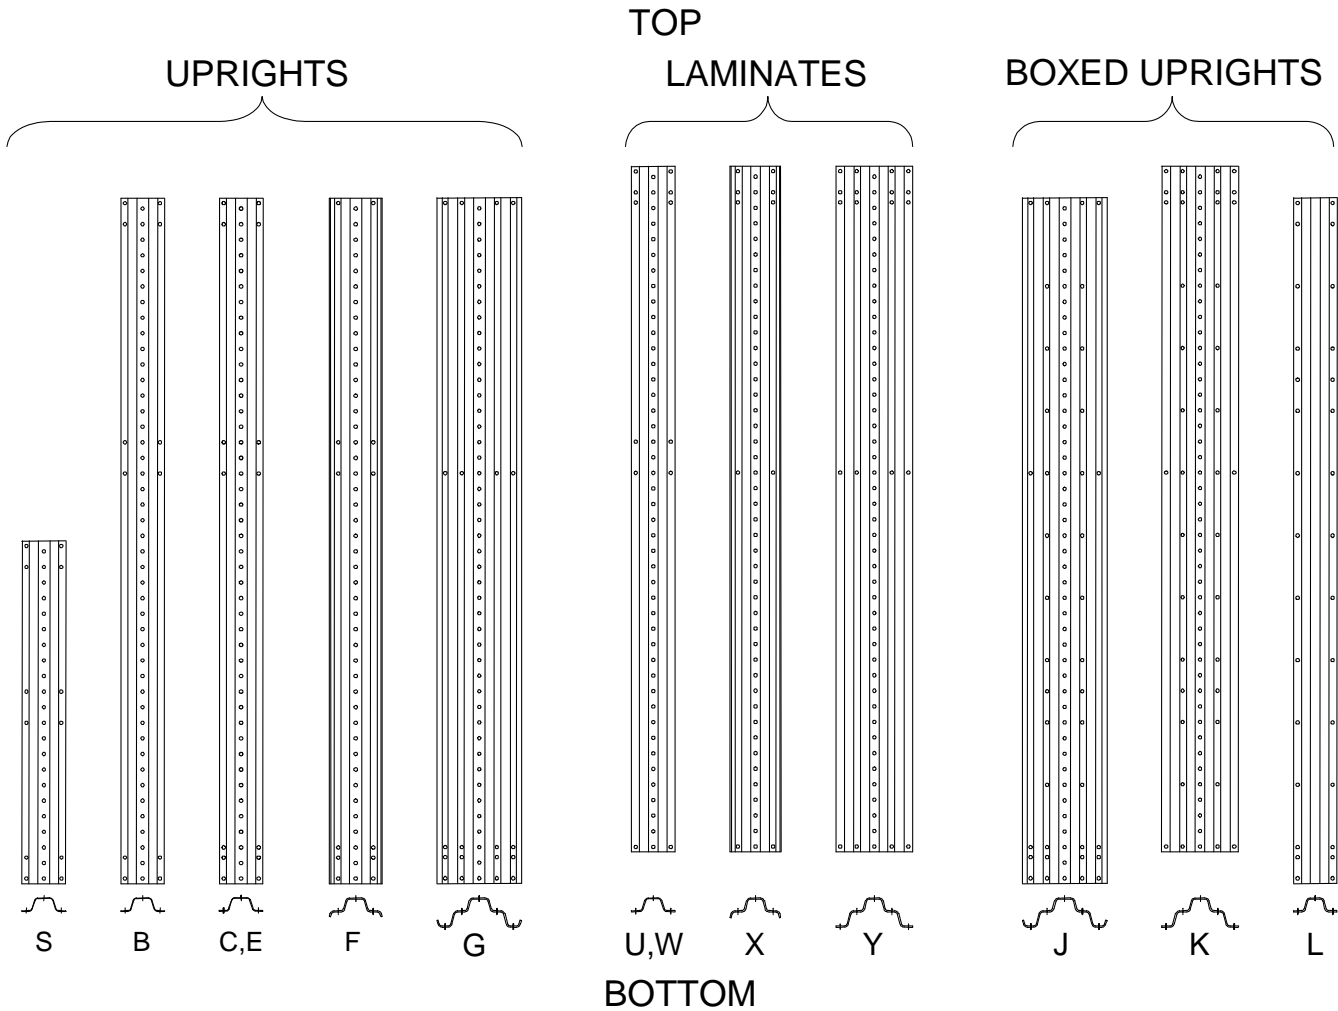 TOP
UPRIGHTS LAMINATES BOXED UPRIGHTS
S B C,E F G U,W X Y J K L
BOTTOM